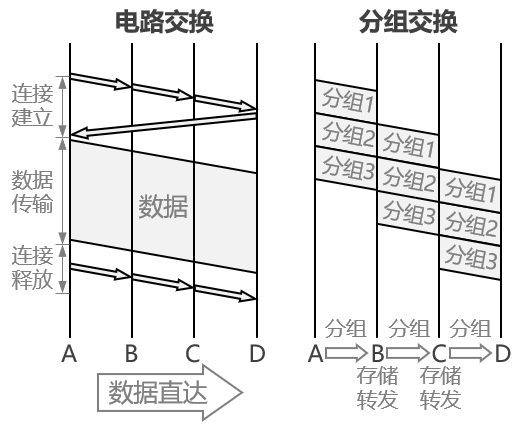 电路交换
分组交换
连接
建立
数据
传输
连接
释放
数据
A
B
C
D
数据直达
分组1
分组2
分组3
分组1
分组2
分组3
分组1
分组2
分组3
分组
分组
分组
A
B
C
D
存储
转发
存储
转发